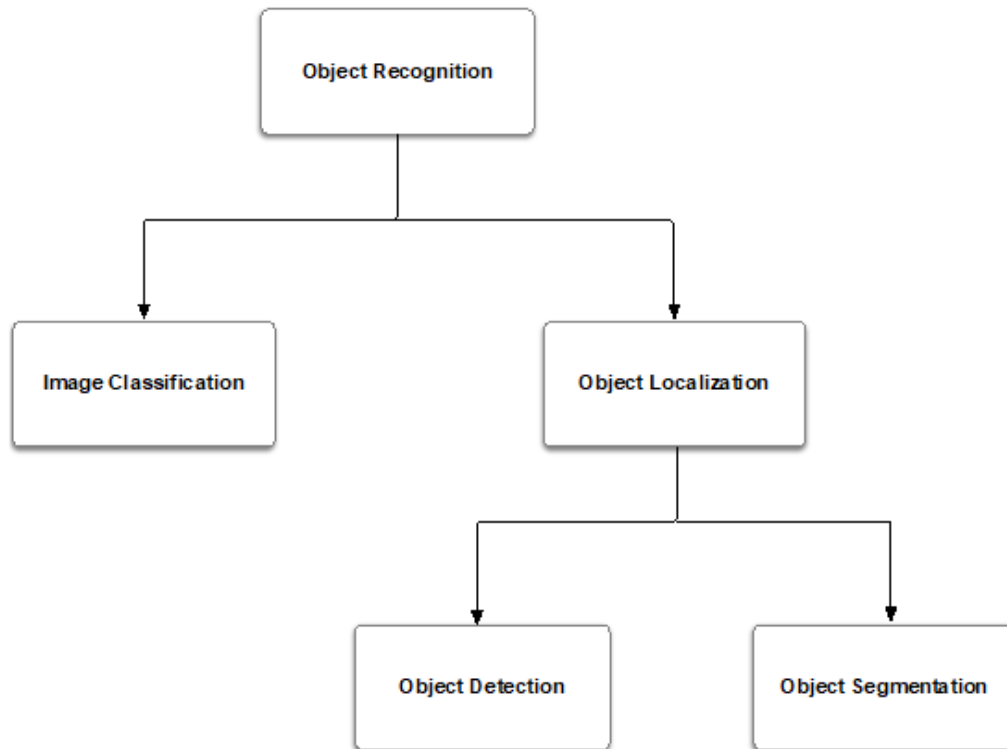 Object Recognition
Image Classification
Object Localization
Object Detection
Object Segmentation